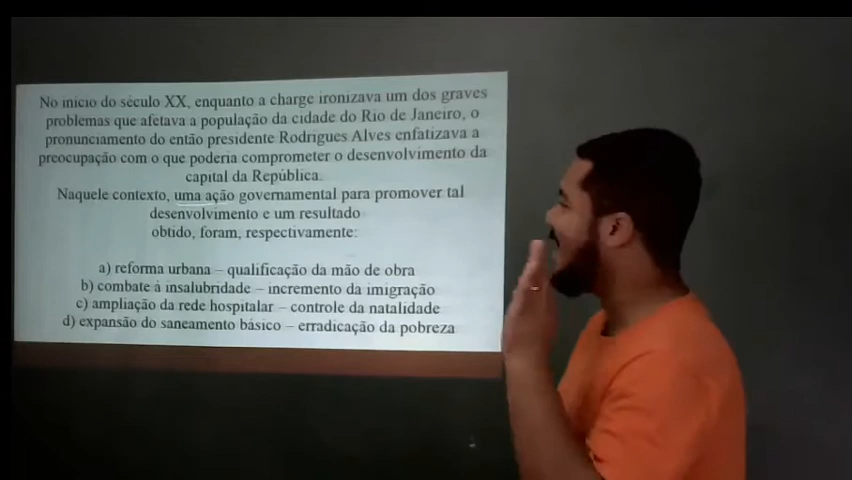 No início do século XX, enquanto a charge ironizava um dos graves
problemas que afetava a população da cidade do Rio de Janeiro, o
pronunciamento do então presidente Rodrigues Alves enfatizava a
preocupação com o que poderia comprometer o desenvolvimento da
capital da República.
Naquele contexto, uma ação governamental para promover tal
desenvolvimento e um resultado
obtido, foram, respectivamente:
a) reforma urbana – qualificação da mão de obra
b) combate à insalubridade – incremento da imigração
c) ampliação da rede hospitalar – controle da natalidade
d) expansão do saneamento básico – erradicação da pobreza